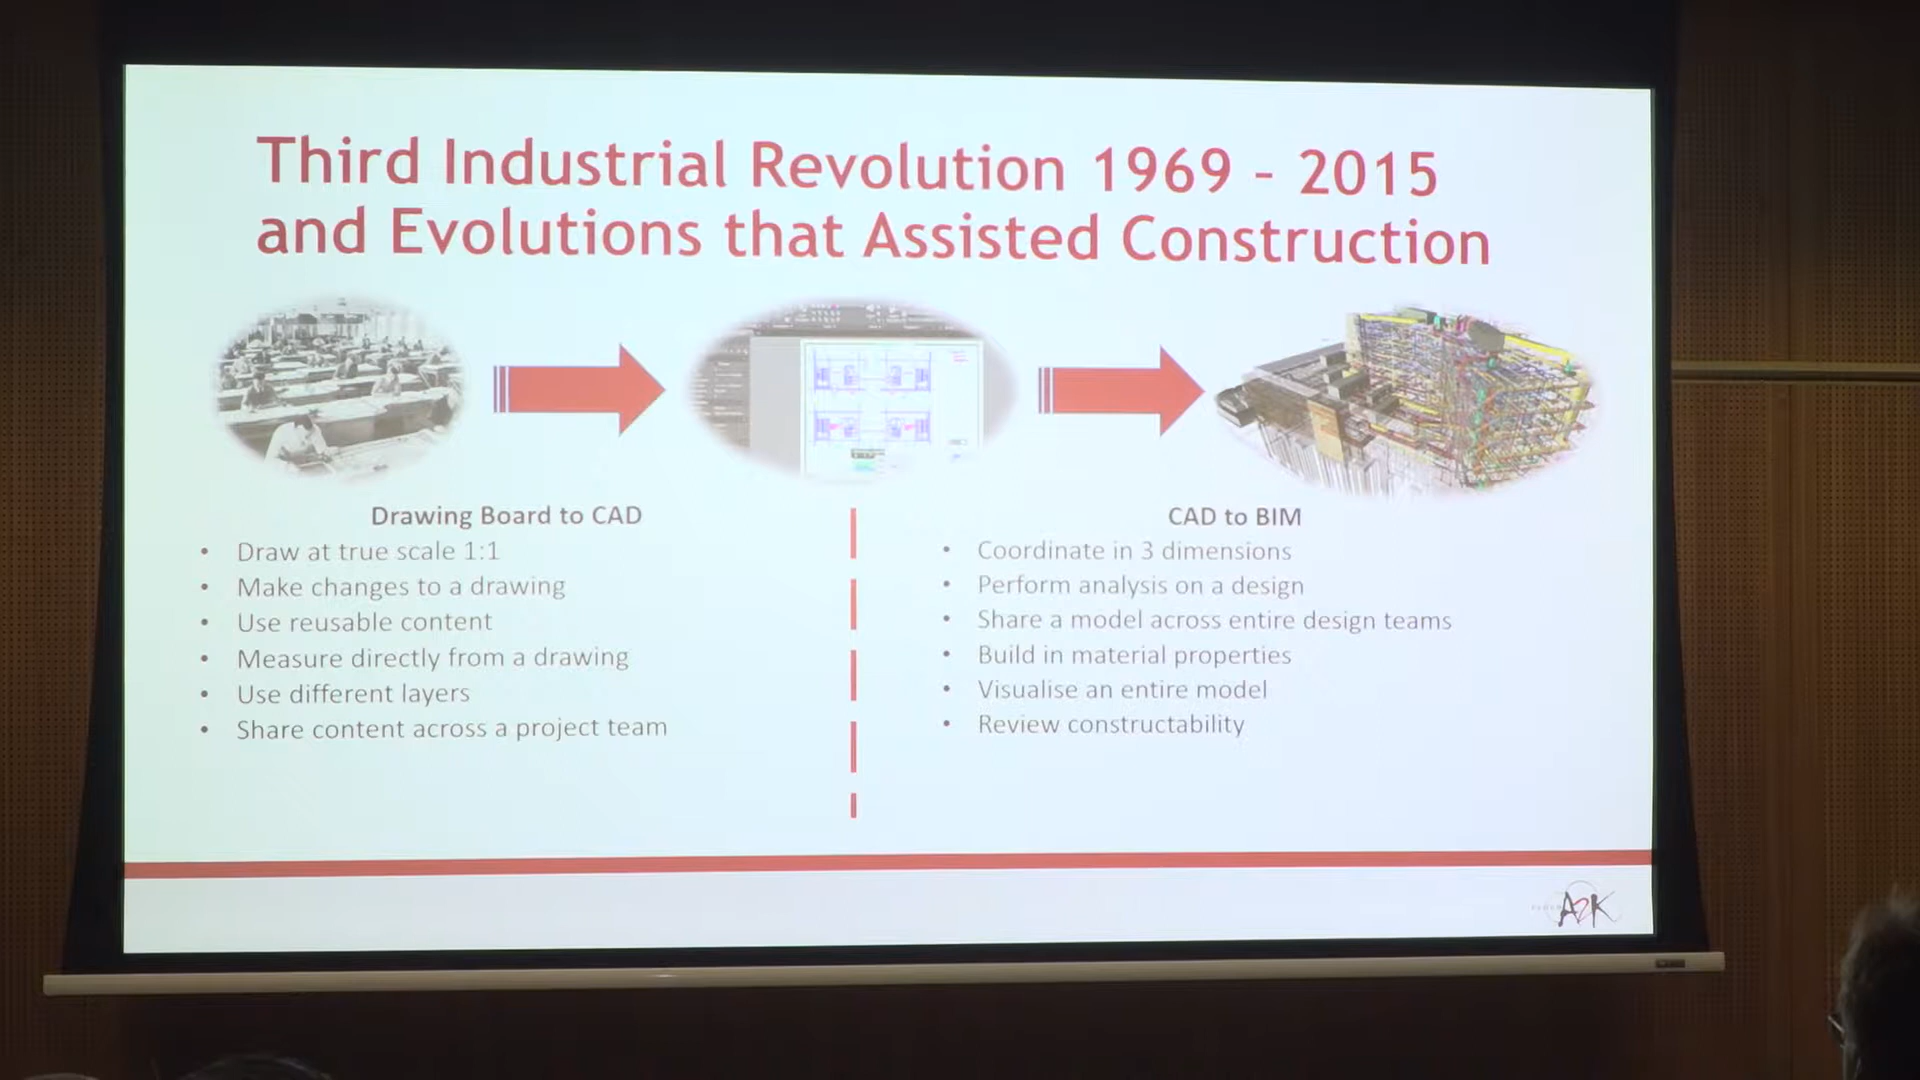 Third Industrial Revolution 1969 – 2015
and Evolutions that Assisted Construction
Drawing Board to CAD
• Draw at true scale 1:1
• Make changes to a drawing
• Use reusable content
• Measure directly from a drawing
• Use different layers
• Share content across a project team
CAD to BIM
• Coordinate in 3 dimensions
• Perform analysis on a design
• Share a model across entire design teams
• Build in material properties
• Visualise an entire model
• Review constructability
A2K